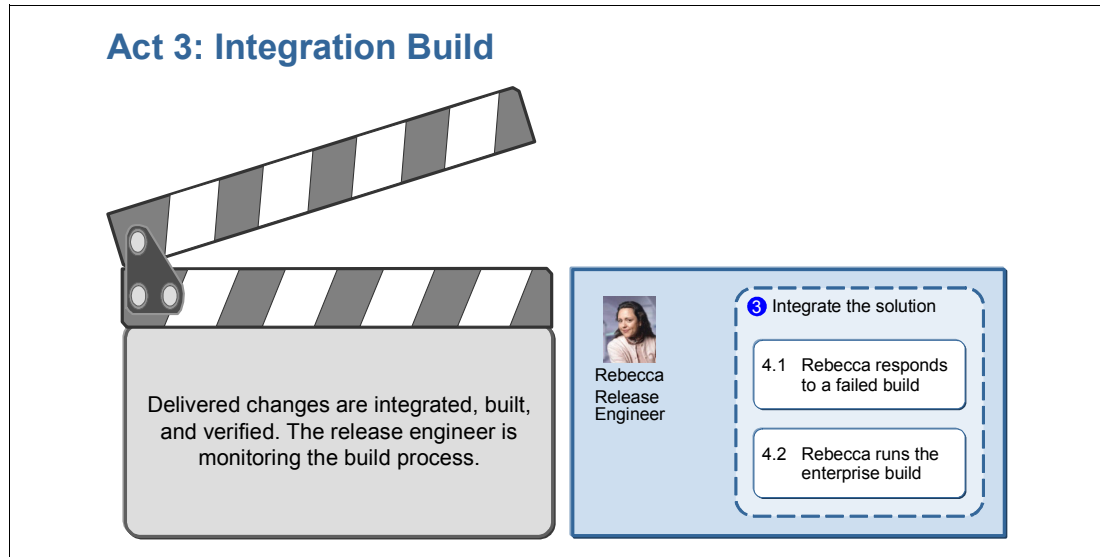 Act 3: Integration Build
Delivered changes are integrated, built,
and verified. The release engineer is
monitoring the build process.
Rebecca
Release
Engineer
3 Integrate the solution
4.1 Rebecca responds
to a failed build
4.2 Rebecca runs the
enterprise build